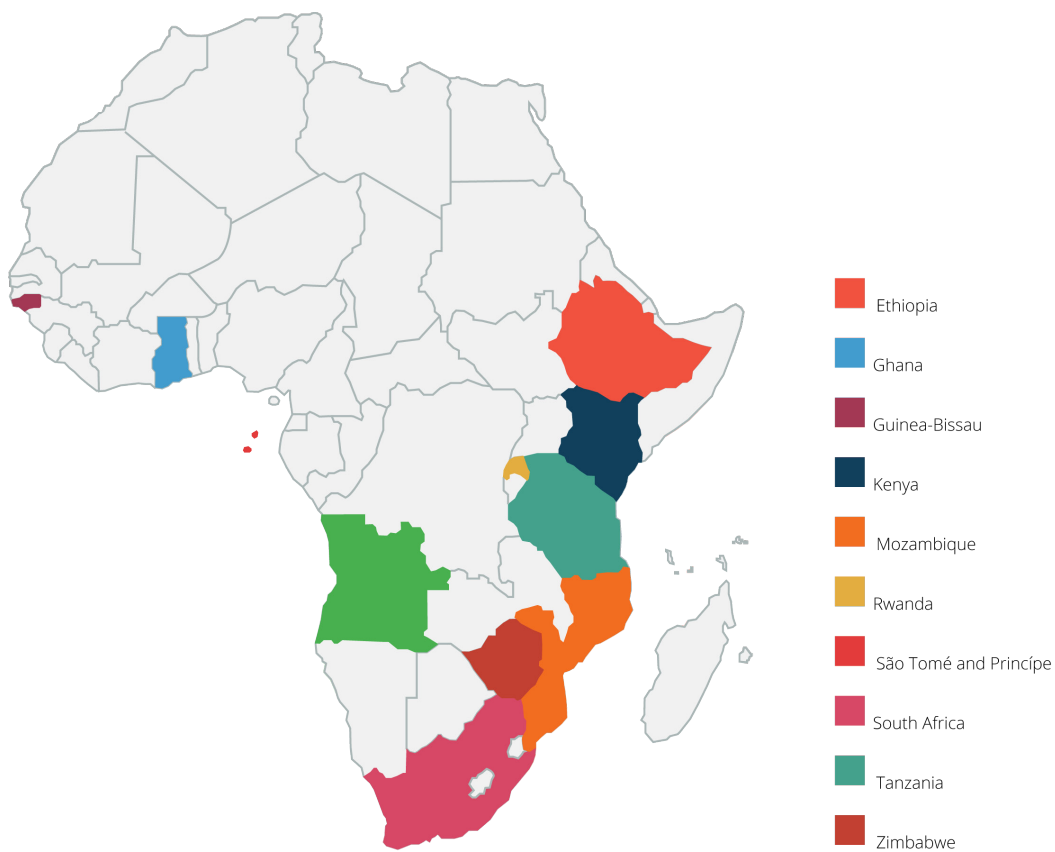 Ethiopia
Ghana
Guinea-Bissau
Kenya
Mozambique
Rwanda
São Tomé and Princípe
South Africa
Tanzania
Zimbabwe